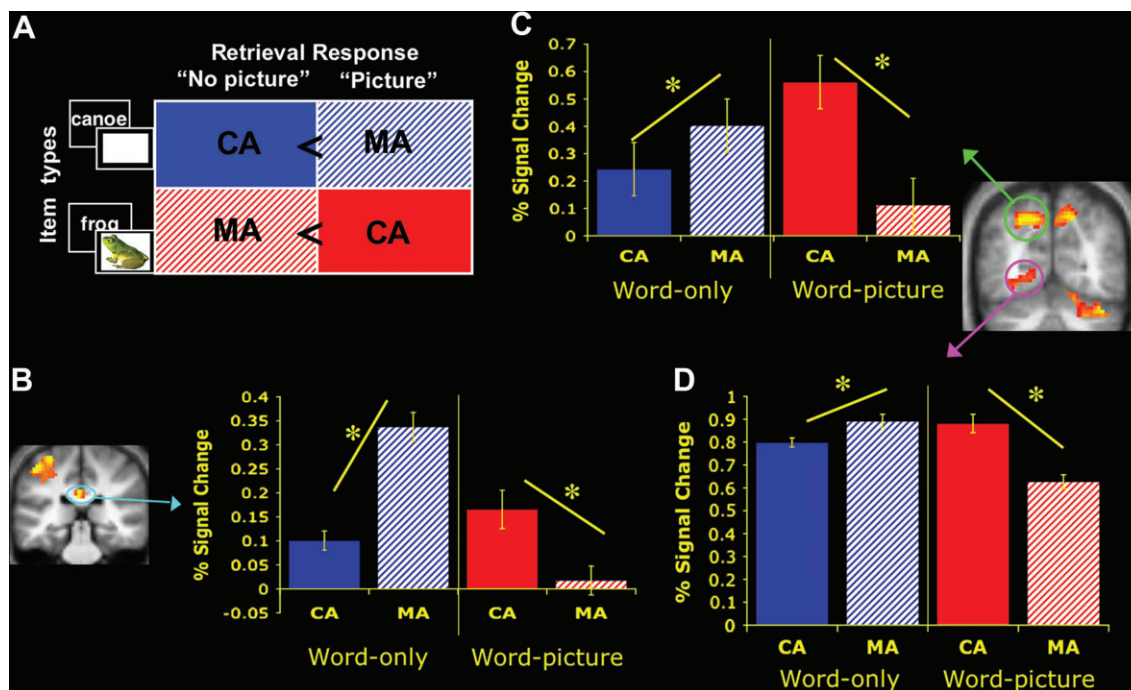 A
Retrieval Response
“No picture” “Picture”
Item types
canoe
CA < MA
frog
MA < CA
B
% Signal Change
0.4
0.35
0.3
0.25
0.2
0.15
0.1
0.05
0
-0.05
*
*
CA MA CA MA
Word-only Word-picture
C
% Signal Change
0.7
0.6
0.5
0.4
0.3
0.2
0.1
0
*
*
CA MA CA MA
Word-only Word-picture
D
% Signal Change
1
0.9
0.8
0.7
0.6
0.5
0.4
0.3
0.2
0.1
0
*
*
CA MA CA MA
Word-only Word-picture